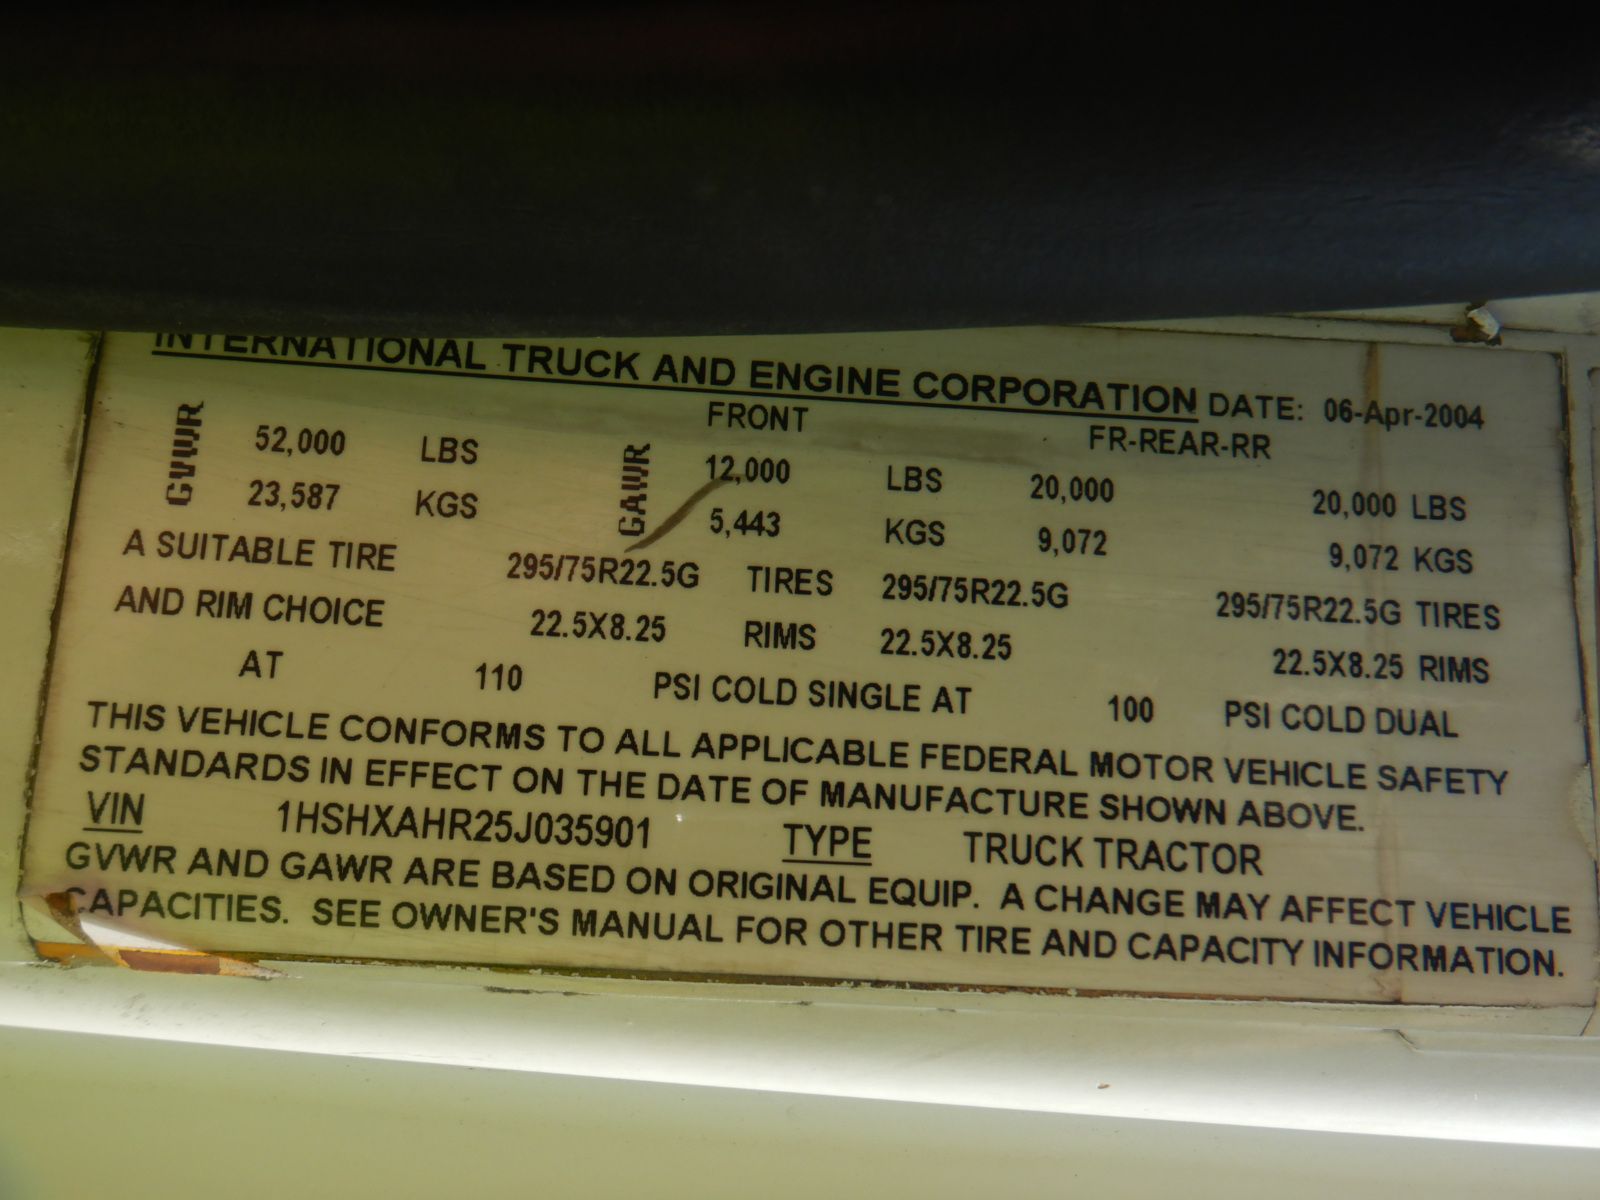 INTERNATIONAL TRUCK AND ENGINE CORPORATION DATE: 06-Apr-2004
FRONT FR-REAR-RR
GVWR 52,000 LBS GAWR 12,000 LBS 20,000 20,000 LBS
23,587 KGS 5,443 KGS 9,072 9,072 KGS
A SUITABLE TIRE 295/75R22.5G TIRES 295/75R22.5G 295/75R22.5G TIRES
AND RIM CHOICE 22.5X8.25 RIMS 22.5X8.25 22.5X8.25 RIMS
AT 110 PSI COLD SINGLE AT 100 PSI COLD DUAL
THIS VEHICLE CONFORMS TO ALL APPLICABLE FEDERAL MOTOR VEHICLE SAFETY
STANDARDS IN EFFECT ON THE DATE OF MANUFACTURE SHOWN ABOVE.
VIN 1HSHXAHR25J035901 TYPE TRUCK TRACTOR
GVWR AND GAWR ARE BASED ON ORIGINAL EQUIP. A CHANGE MAY AFFECT VEHICLE
CAPACITIES. SEE OWNER'S MANUAL FOR OTHER TIRE AND CAPACITY INFORMATION.